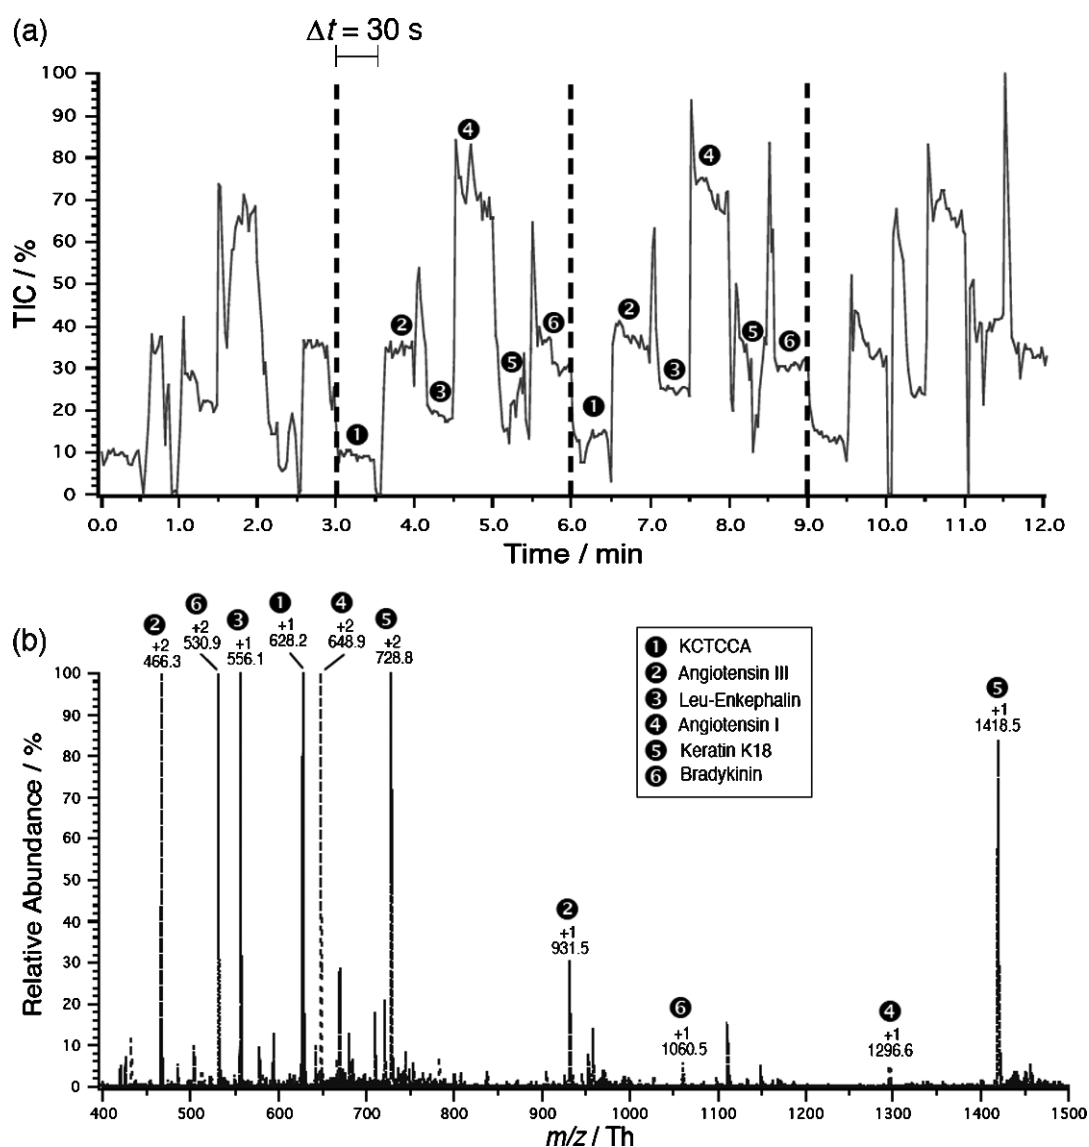 (a)
Δt = 30 s
TIC / %
100
90
80
70
60
50
40
30
20
10
0
4
4
2
6
3
5
1
2
3
5
6
1
0.0 1.0 2.0 3.0 4.0 5.0 6.0 7.0 8.0 9.0 10.0 11.0 12.0
Time / min
(b)
2 6 3 1 4 5
+2 +2 +1 +1 +2 +2
466.3 530.9 556.1 628.2 648.9 728.8
1 KCTCCA
2 Angiotensin III
3 Leu-Enkephalin
4 Angiotensin I
5 Keratin K18
6 Bradykinin
5
+1
1418.5
2
+1
931.5
6
+1
1060.5
4
+1
1296.6
Relative Abundance / %
100
90
80
70
60
50
40
30
20
10
0
400 500 600 700 800 900 1000 1100 1200 1300 1400 1500
m/z / Th